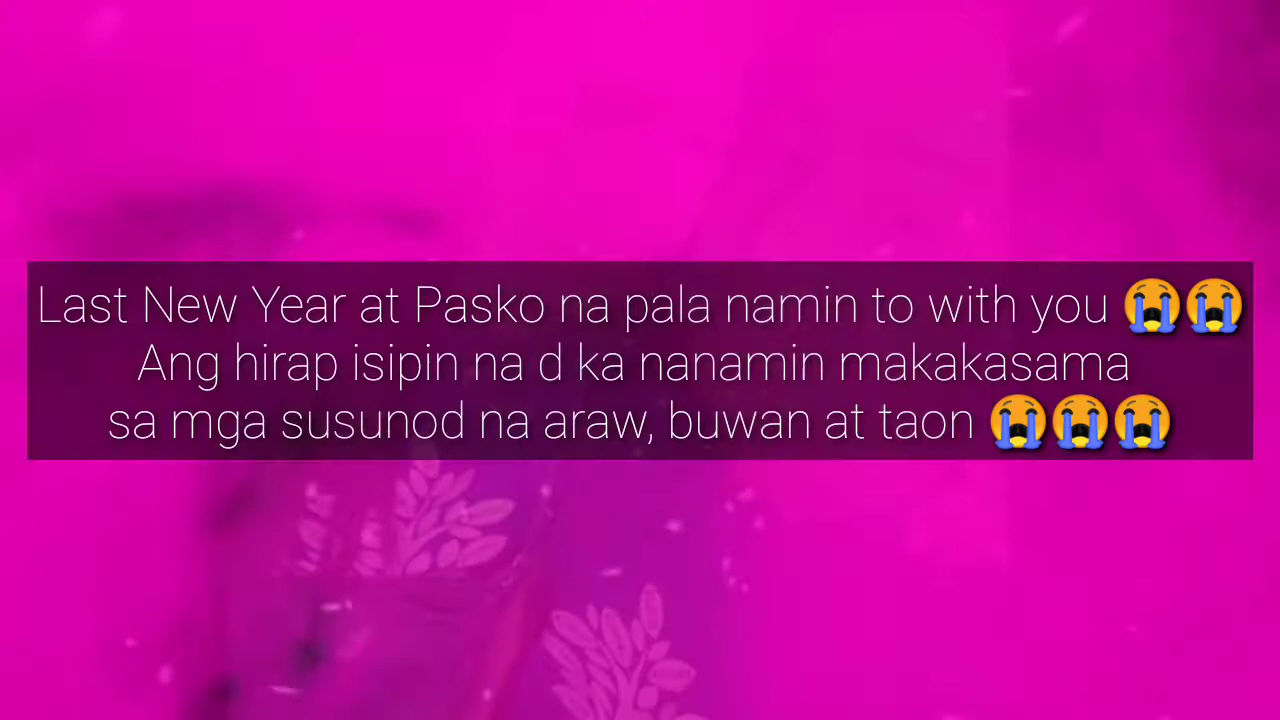 Last New Year at Pasko na pala namin to with you 😭😭
Ang hirap isipin na d ka nanamin makakasama
sa mga susunod na araw, buwan at taon 😭😭😭